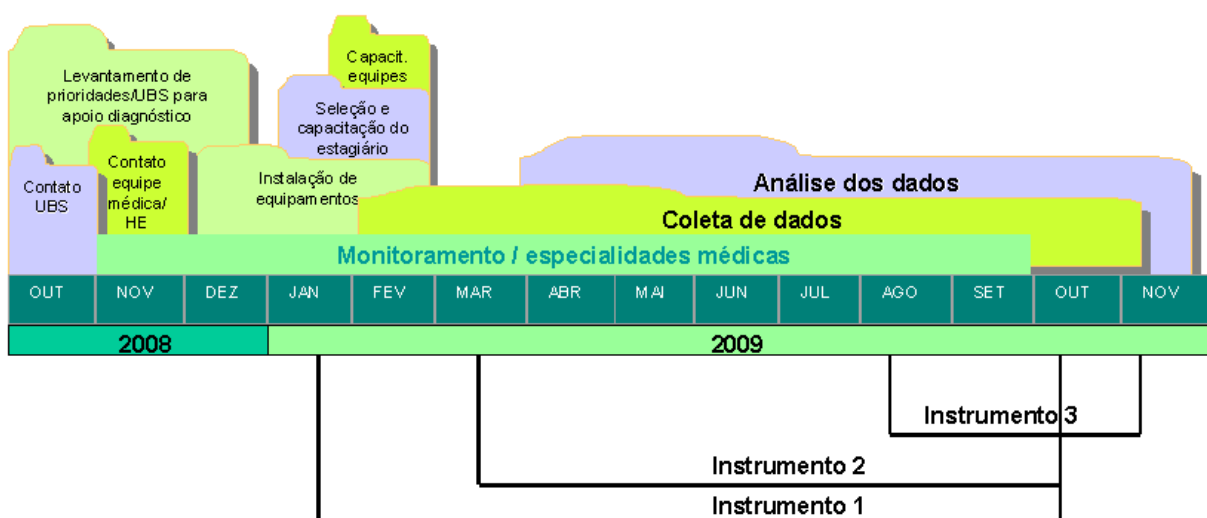 Capacit.
equipes
Levantamento de
prioridades/UBS para
apoio diagnóstico
Seleção e
capacitação do
estagiário
Contato
UBS
Contato
equipe
médica/
HE
Instalação de
equipamentos
Análise dos dados
Coleta de dados
Monitoramento / especialidades médicas
OUT NOV DEZ JAN FEV MAR ABR MAI JUN JUL AGO SET OUT NOV
2008 2009
Instrumento 3
Instrumento 2
Instrumento 1